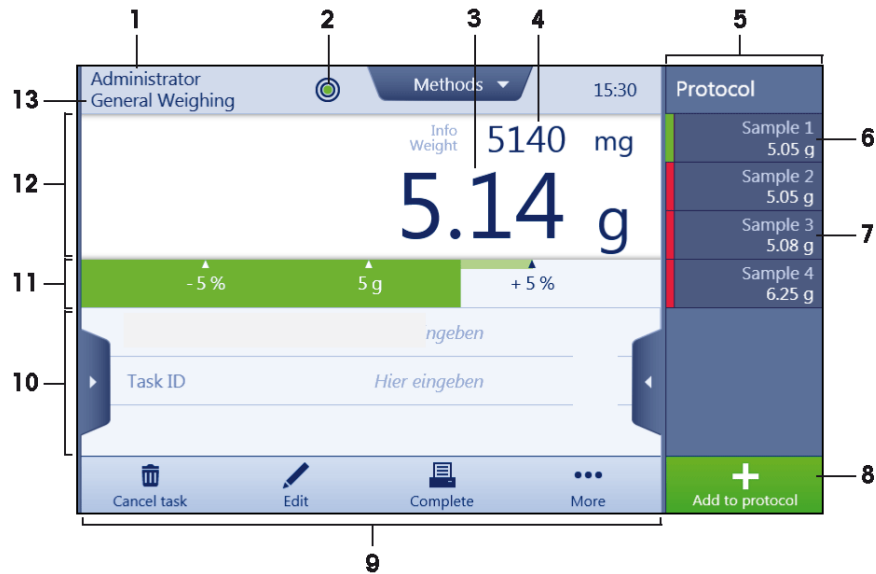 1
2
3
4
5
Administrator
General Weighing
Methods
15:30
Protocol
13
Info
Weight
5140 mg
5.14 g
12
Sample 1
5.05 g
6
Sample 2
5.05 g
Sample 3
5.08 g
7
Sample 4
6.25 g
11
- 5 %
5 g
+ 5 %
ngeben
10
Task ID
Hier eingeben
Cancel task
Edit
Complete
More
Add to protocol
8
9